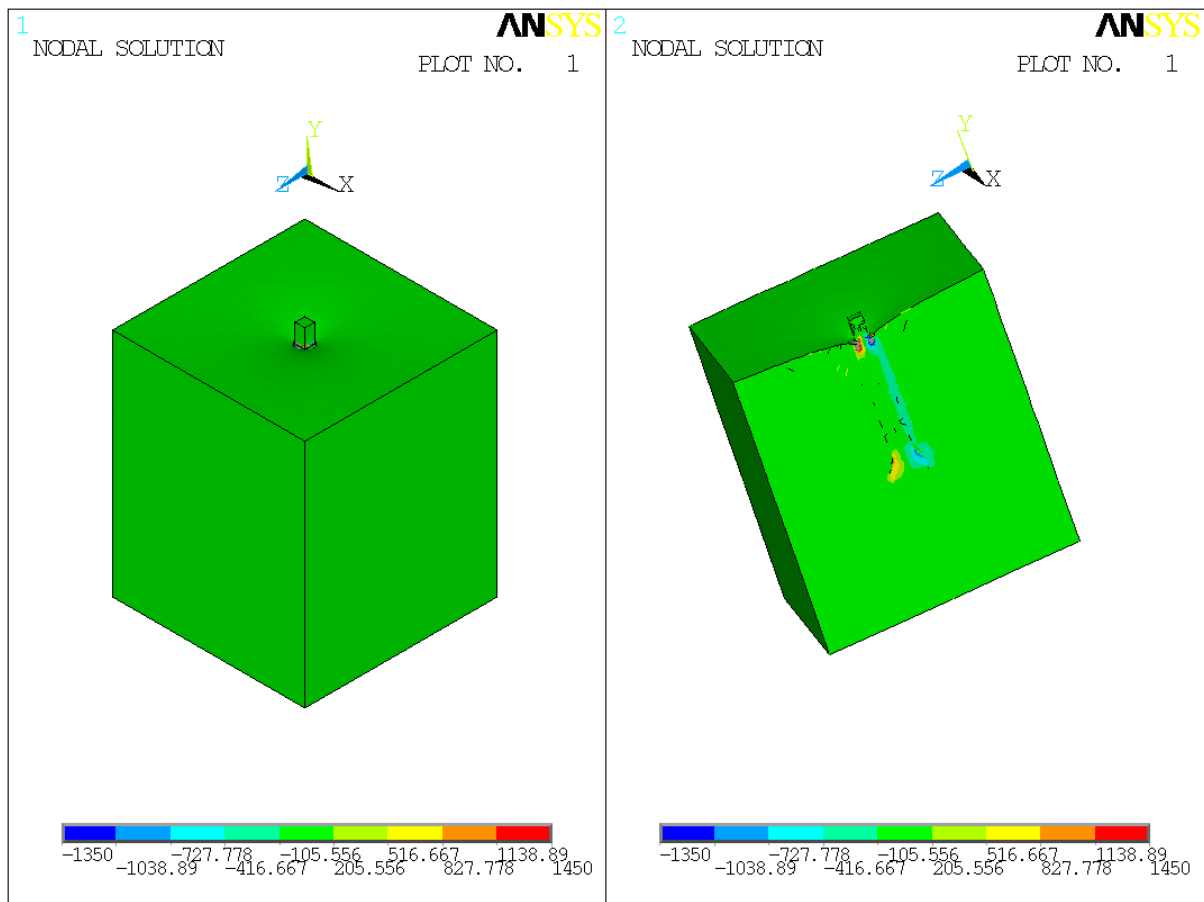 1
ANSYS
NODAL SOLUTION
PLOT NO. 1
Y
Z
X
-1350
-727.778
-105.556
516.667
1138.89
-1038.89
-416.667
205.556
827.778
1450
2
ANSYS
NODAL SOLUTION
PLOT NO. 1
Y
Z
X
-1350
-727.778
-105.556
516.667
1138.89
-1038.89
-416.667
205.556
827.778
1450